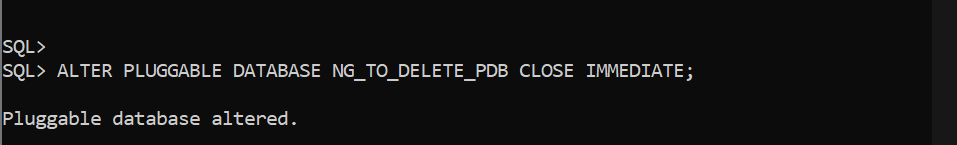 SQL>
SQL> ALTER PLUGGABLE DATABASE NG_TO_DELETE_PDB CLOSE IMMEDIATE;
Pluggable database altered.